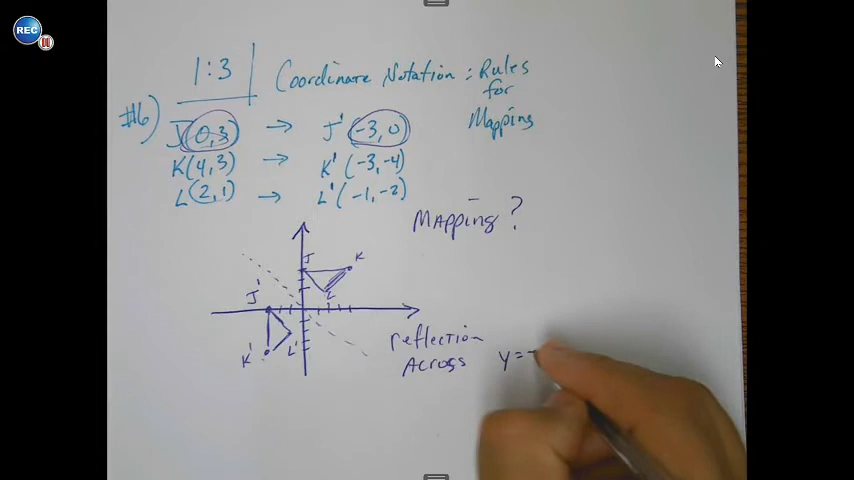 REC
1:3
Coordinate Notation : Rules
for
Mapping
#6)
J(0,3) → J' (-3,0)
K(4,3) → K' (-3,-4)
L(2,1) → L' (-1,-2)
Mapping?
J
K
L
J'
K'
L'
reflection
Across y=-